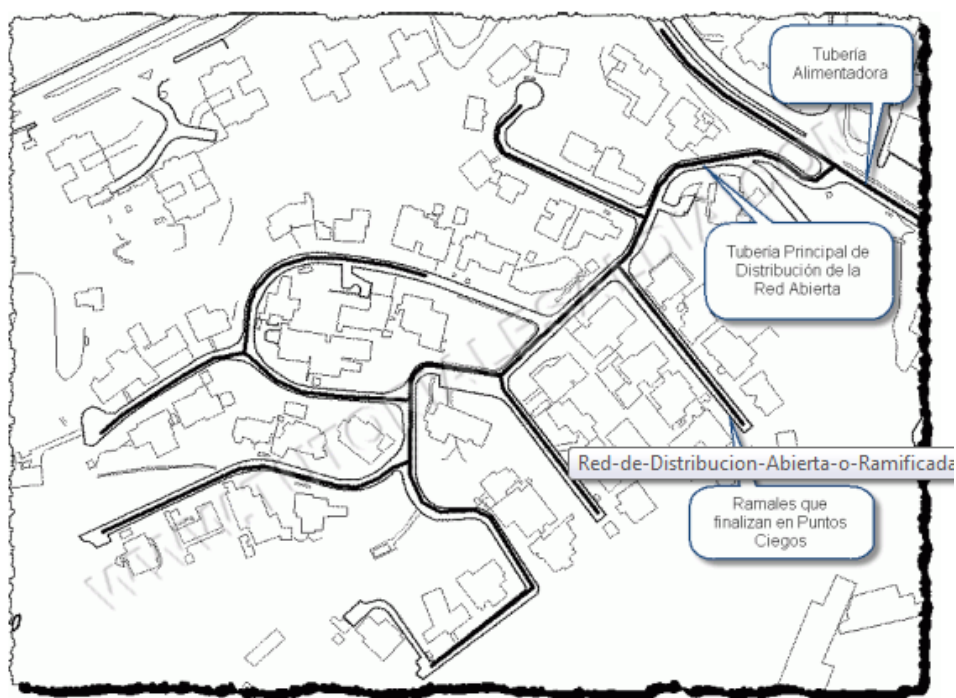 Tubería
Alimentadora
Tubería Principal de
Distribución de la
Red Abierta
Red-de-Distribucion-Abierta-o-Ramificada
Ramales que
finalizan en Puntos
Ciegos